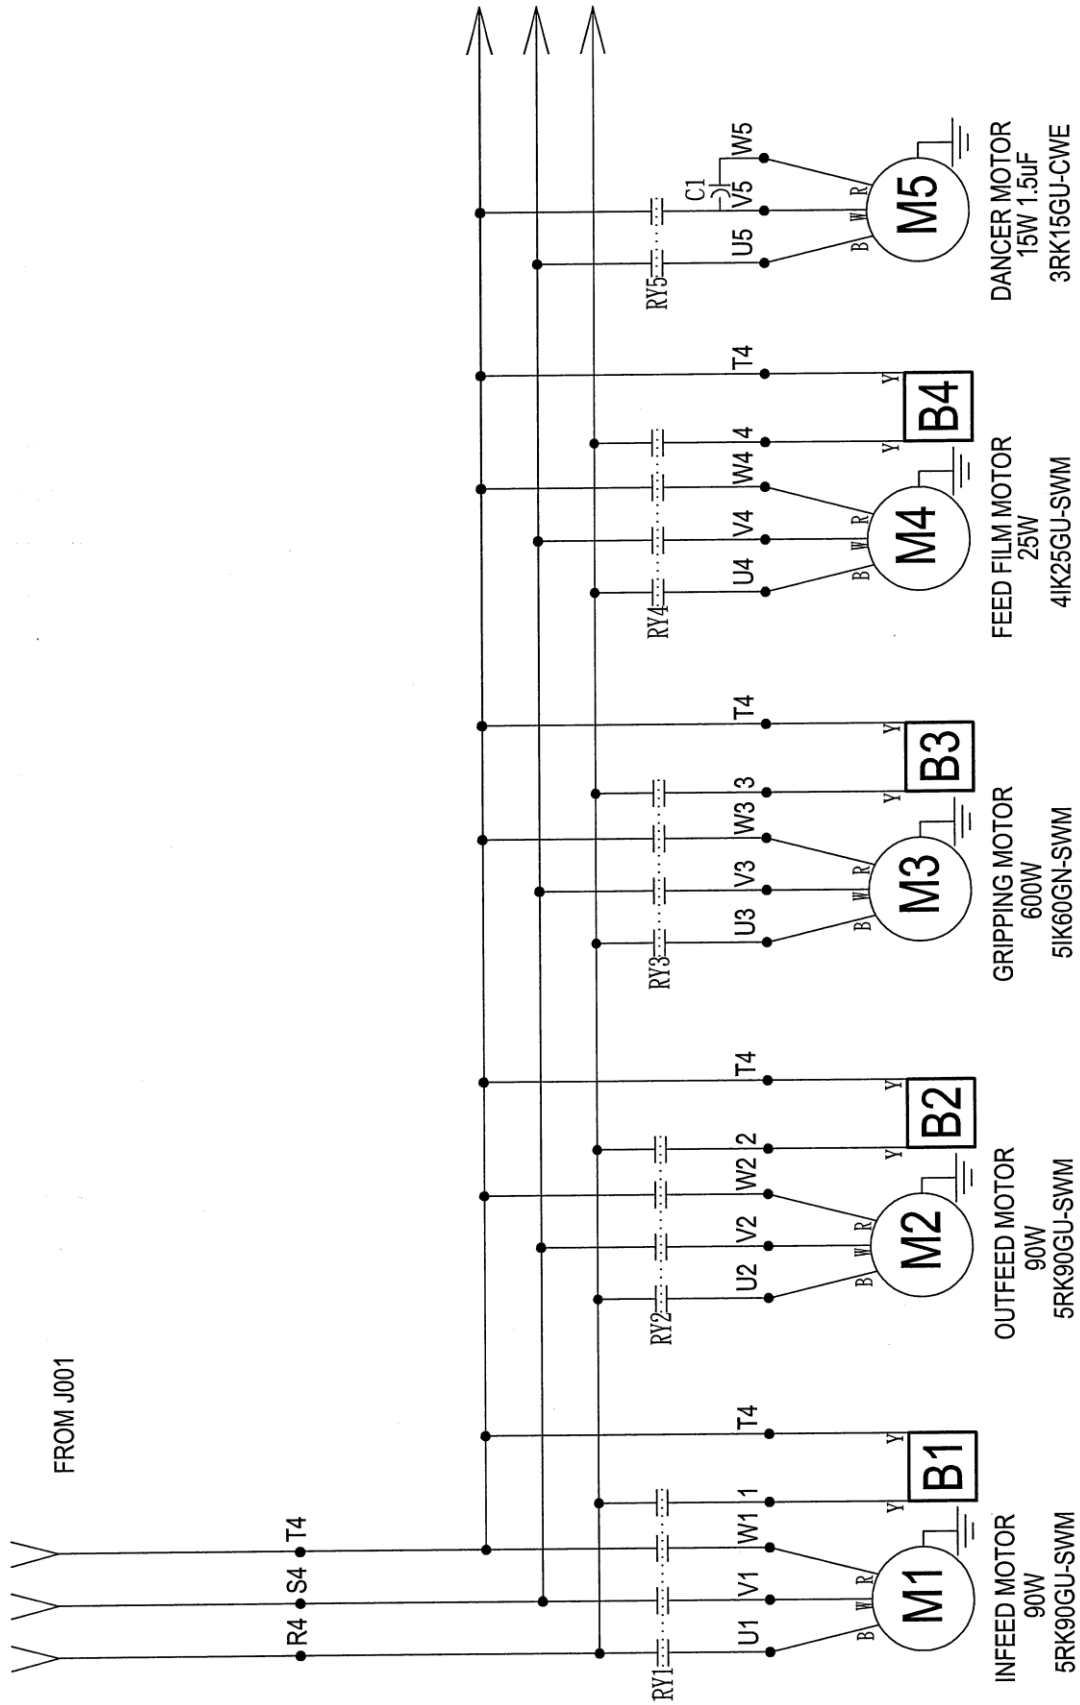 FROM J001
R4
S4
T4
RY1
U1
V1
W1
1
T4
B
W
R
Y
Y
M1
B1
INFEED MOTOR
90W
5RK90GU-SWM
RY2
U2
V2
W2
2
T4
B
W
R
Y
Y
M2
B2
OUTFEED MOTOR
90W
5RK90GU-SWM
RY3
U3
V3
W3
3
T4
B
W
R
Y
Y
M3
B3
GRIPPING MOTOR
600W
5IK60GN-SWM
RY4
U4
V4
W4
4
T4
B
W
R
Y
Y
M4
B4
FEED FILM MOTOR
25W
4IK25GU-SWM
RY5
U5
V5
C1
W5
B
W
R
M5
DANCER MOTOR
15W 1.5uF
3RK15GU-CWE